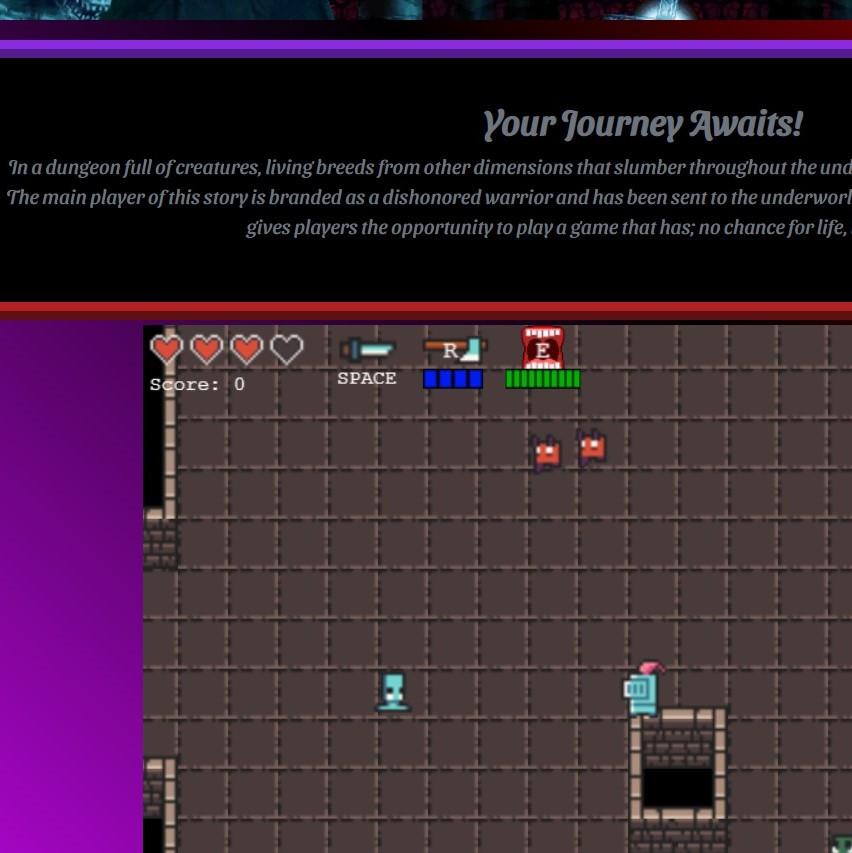 Your Journey Awaits!
In a dungeon full of creatures, living breeds from other dimensions that slumber throughout the und
The main player of this story is branded as a dishonored warrior and has been sent to the underworl
gives players the opportunity to play a game that has; no chance for life,
R
E
SPACE
Score: 0